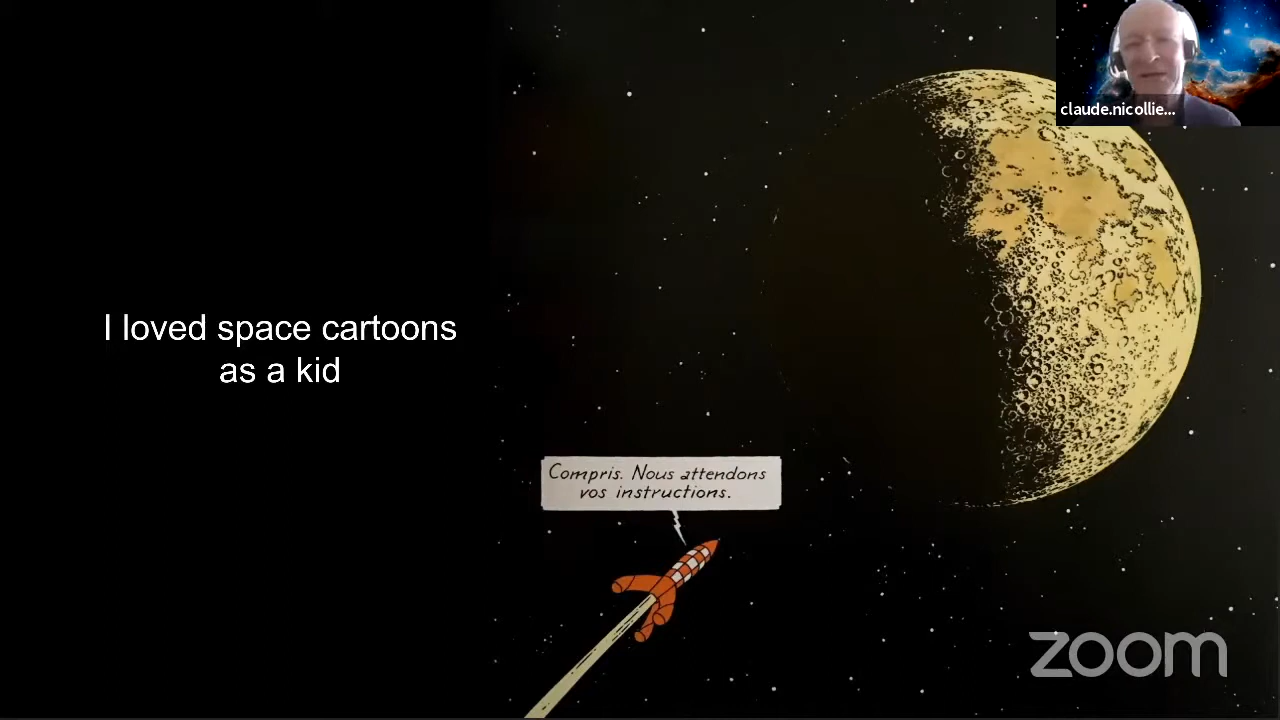 claude.nicollie...
I loved space cartoons
as a kid
Compris. Nous attendons
vos instructions.
zoom